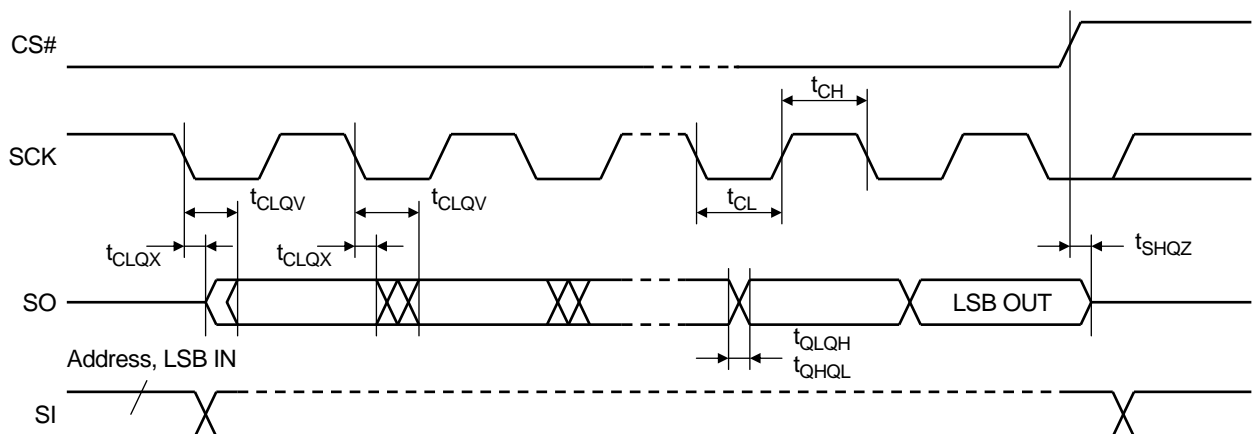 CS#
tCH
SCK
tCLQV
tCLQV
tCL
tCLQX
tCLQX
tSHQZ
SO
LSB OUT
tQLQH
tQHQL
Address, LSB IN
SI